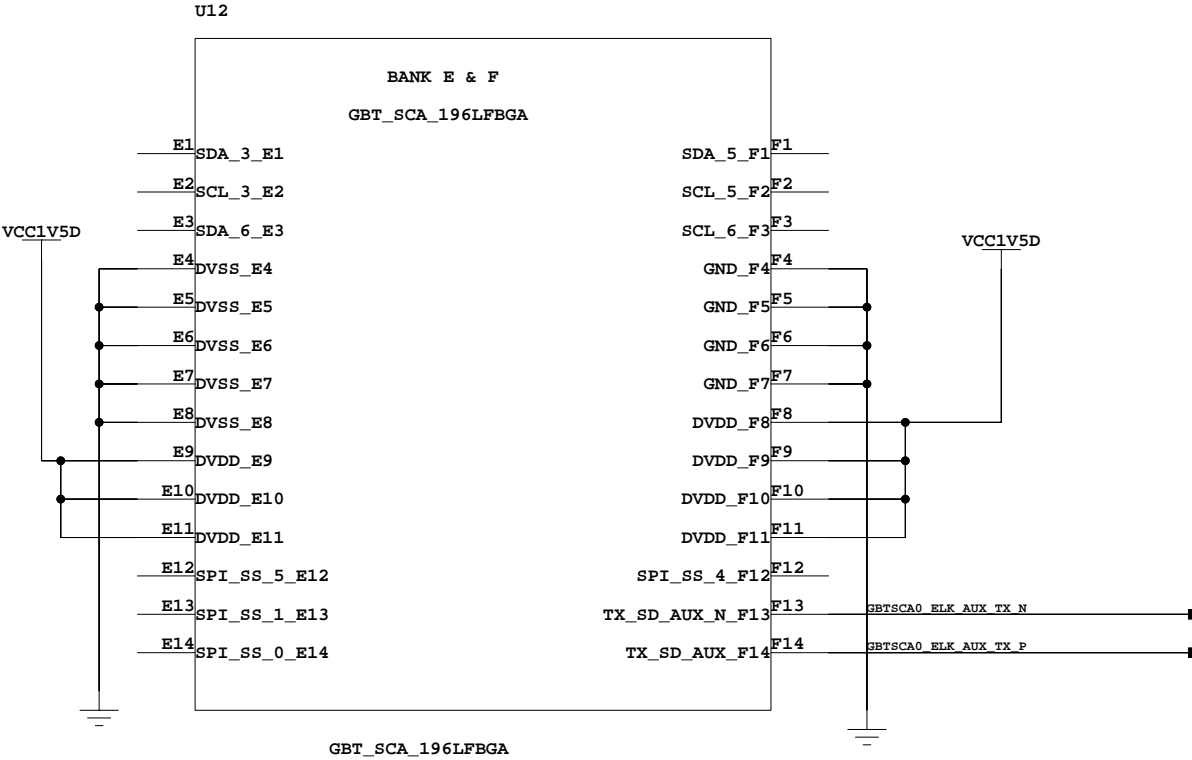 U12
BANK E & F
GBT_SCA_196LFBGA
E1 SDA_3_E1 SDA_5_F1 F1
E2 SCL_3_E2 SCL_5_F2 F2
E3 SDA_6_E3 SCL_6_F3 F3
VCC1V5D
VCC1V5D
E4 DVSS_E4 GND_F4 F4
E5 DVSS_E5 GND_F5 F5
E6 DVSS_E6 GND_F6 F6
E7 DVSS_E7 GND_F7 F7
E8 DVSS_E8 DVDD_F8 F8
E9 DVDD_E9 DVDD_F9 F9
E10 DVDD_E10 DVDD_F10 F10
E11 DVDD_E11 DVDD_F11 F11
E12 SPI_SS_5_E12 SPI_SS_4_F12 F12
E13 SPI_SS_1_E13 TX_SD_AUX_N_F13 F13 GBTSCA0_ELK_AUX_TX_N
E14 SPI_SS_0_E14 TX_SD_AUX_F14 F14 GBTSCA0_ELK_AUX_TX_P
GBT_SCA_196LFBGA